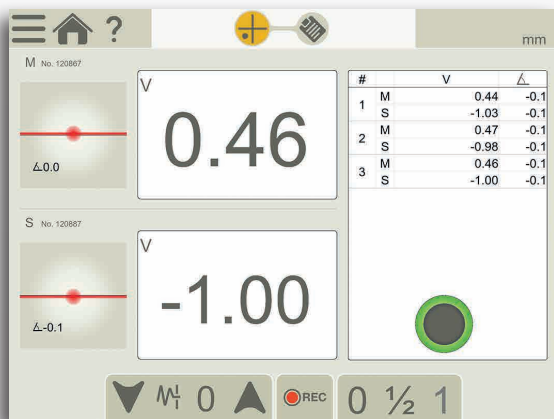 ?
mm
M No. 120867
V
0.46
∡0.0
S No. 120867
V
-1.00
∡-0.1
# V ∡
1 M 0.44 -0.1
S -1.03 -0.1
2 M 0.47 -0.1
S -0.98 -0.1
3 M 0.46 -0.1
S -1.00 -0.1
0 REC 0 ½ 1